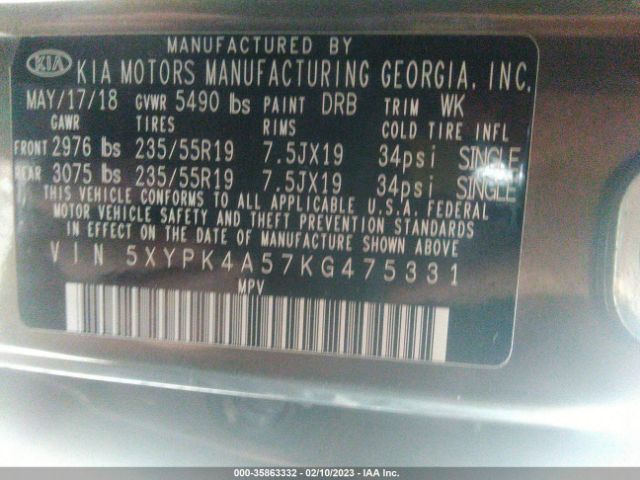 MANUFACTURED BY
KIA KIA MOTORS MANUFACTURING GEORGIA, INC.
MAY/17/18 GVWR 5490 lbs PAINT DRB TRIM WK
GAWR TIRES RIMS COLD TIRE INFL
FRONT 2976 lbs 235/55R19 7.5JX19 34psi SINGLE
REAR 3075 lbs 235/55R19 7.5JX19 34psi SINGLE
THIS VEHICLE CONFORMS TO ALL APPLICABLE U.S.A. FEDERAL
MOTOR VEHICLE SAFETY AND THEFT PREVENTION STANDARDS
IN EFFECT ON THE DATE OF MANUFACTURE SHOWN ABOVE
VIN 5XYPK4A57KG475331
MPV
000-35863332 - 02/10/2023 - IAA Inc.